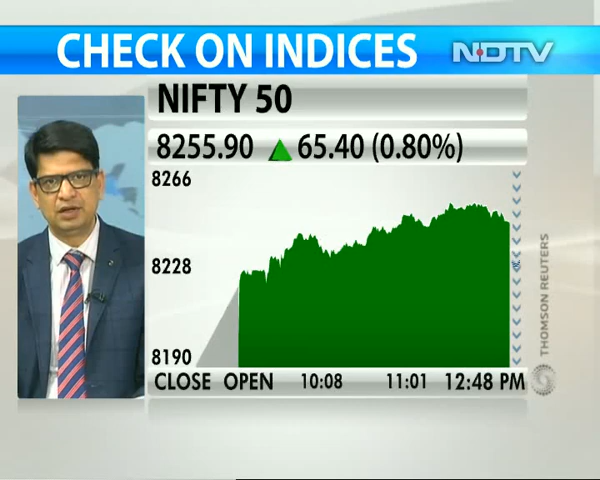 CHECK ON INDICES NDTV
NIFTY 50
8255.90 ▲ 65.40 (0.80%)
8266
8228
8190
CLOSE OPEN 10:08 11:01 12:48 PM
THOMSON REUTERS